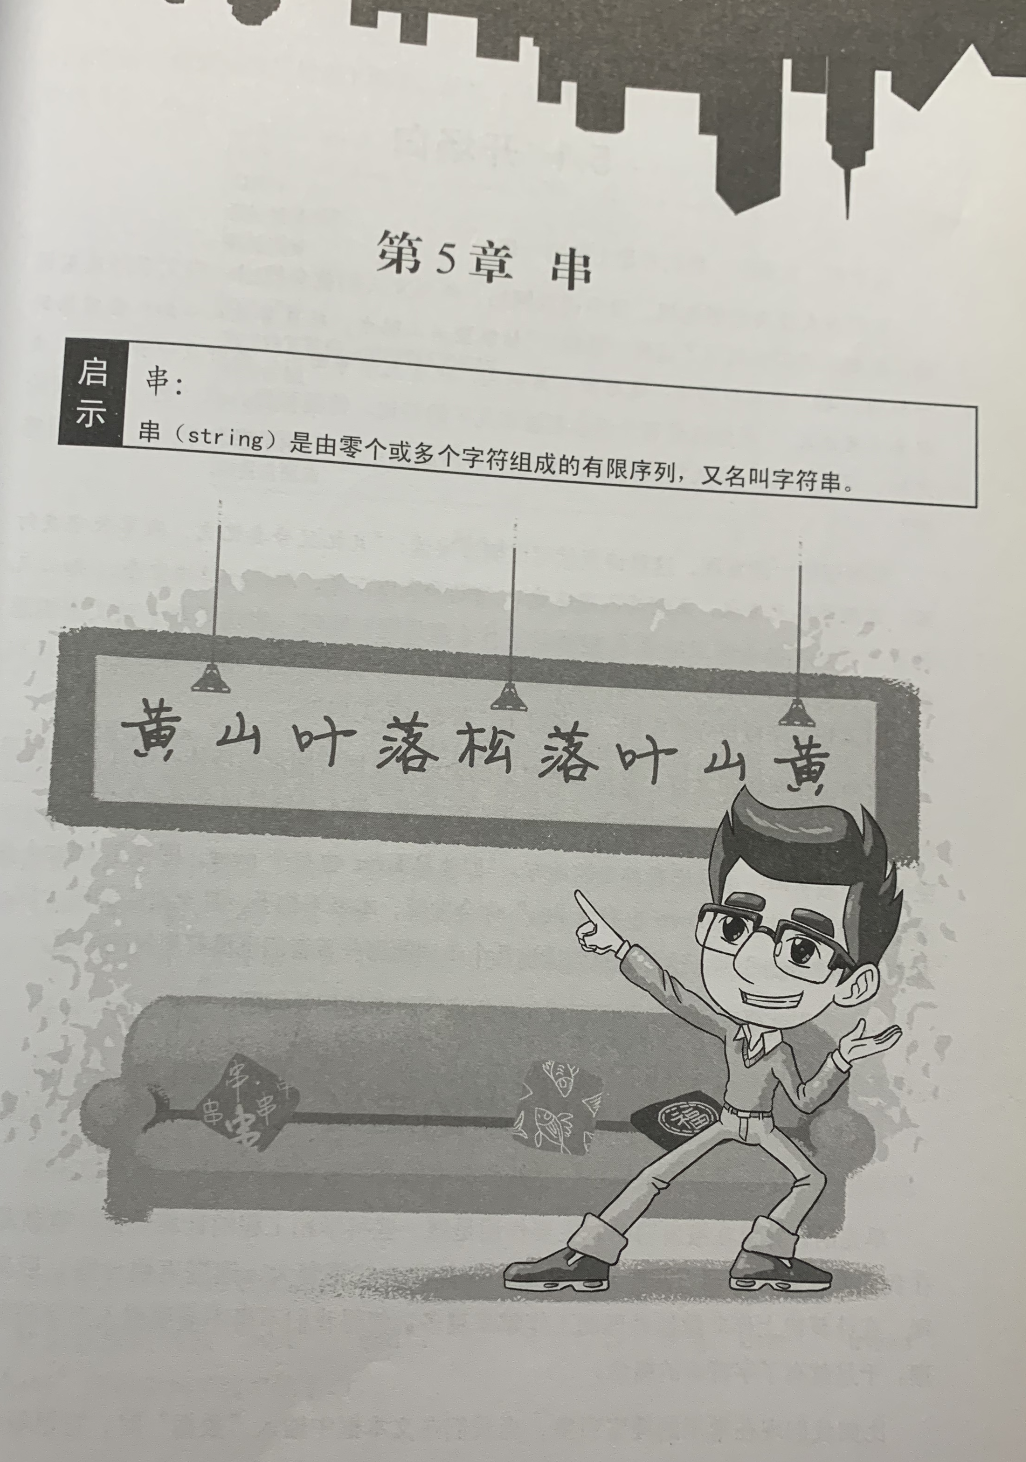 第5章 串
启示
串：
串（string）是由零个或多个字符组成的有限序列，又名叫字符串。
黄山叶落松落叶山黄
串 串
串 串 串
福